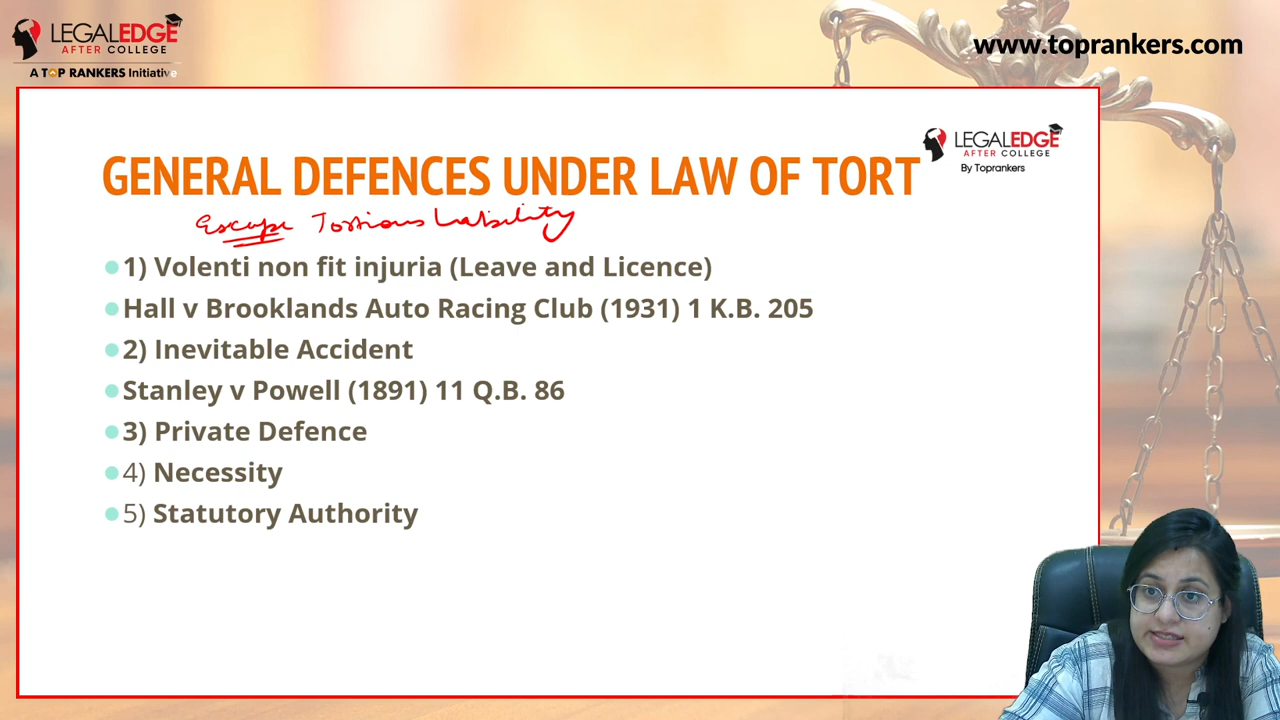 LEGALEDGE
AFTER COLLEGE
A TOP RANKERS Initiative
www.toprankers.com
LEGALEDGE
AFTER COLLEGE
By Toprankers
GENERAL DEFENCES UNDER LAW OF TORT
Escape Tortious Liability
1) Volenti non fit injuria (Leave and Licence)
Hall v Brooklands Auto Racing Club (1931) 1 K.B. 205
2) Inevitable Accident
Stanley v Powell (1891) 11 Q.B. 86
3) Private Defence
4) Necessity
5) Statutory Authority